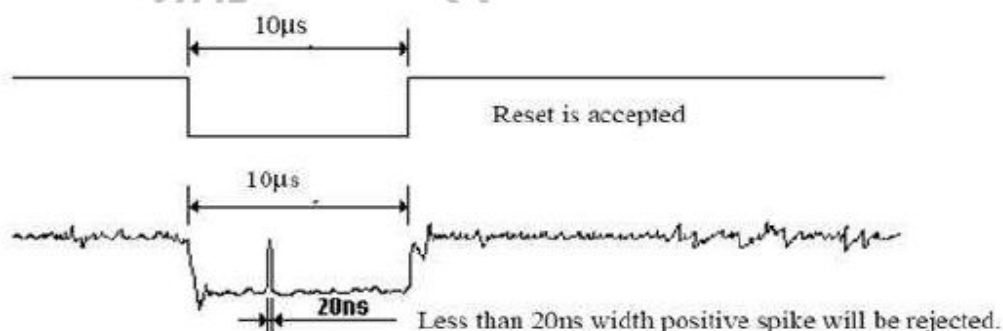 10μs
Reset is accepted
10μs
20ns
Less than 20ns width positive spike will be rejected